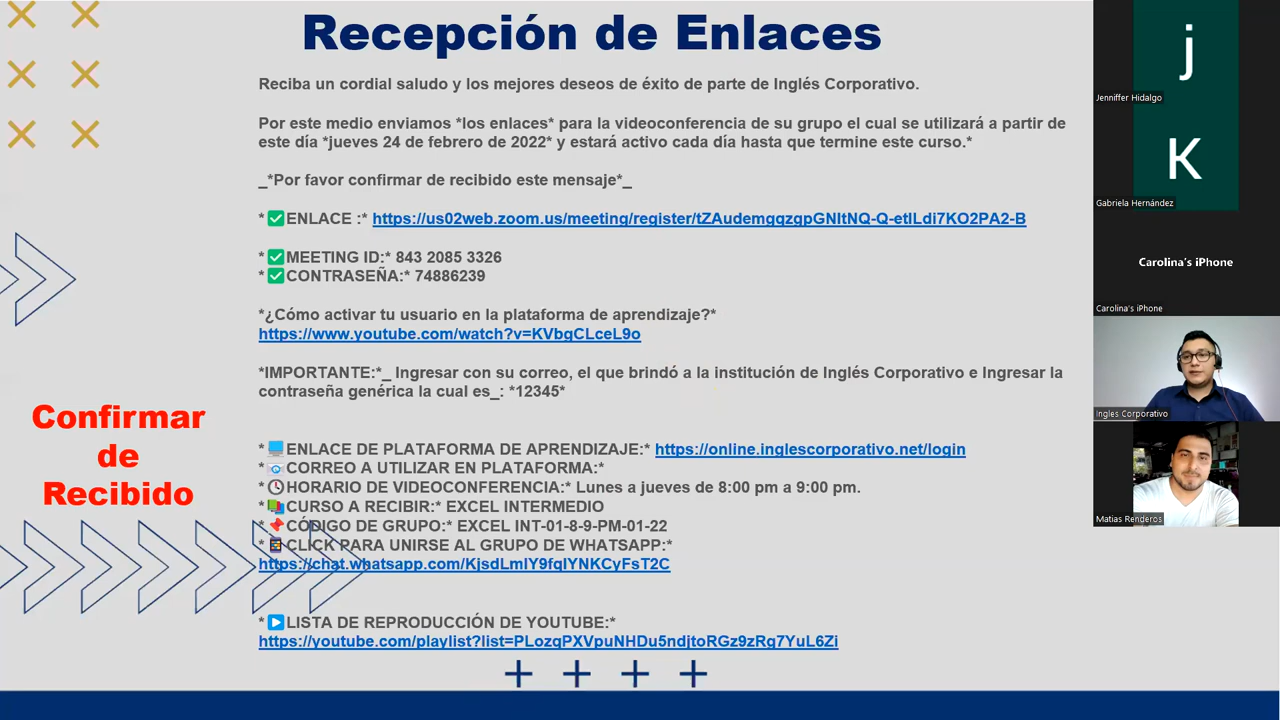 Recepción de Enlaces
Reciba un cordial saludo y los mejores deseos de éxito de parte de Inglés Corporativo.
Por este medio enviamos *los enlaces* para la videoconferencia de su grupo el cual se utilizará a partir de
este día *jueves 24 de febrero de 2022* y estará activo cada día hasta que termine este curso.*
_*Por favor confirmar de recibido este mensaje*_
*✅ENLACE :* https://us02web.zoom.us/meeting/register/tZAudemgqzgpGNItNQ-Q-etILdi7KO2PA2-B
*✅MEETING ID:* 843 2085 3326
*✅CONTRASEÑA:* 74886239
*¿Cómo activar tu usuario en la plataforma de aprendizaje?*
https://www.youtube.com/watch?v=KVbgCLceL9o
*IMPORTANTE:*_ Ingresar con su correo, el que brindó a la institución de Inglés Corporativo e Ingresar la
contraseña genérica la cual es_: *12345*
Confirmar
de
Recibido
*💻ENLACE DE PLATAFORMA DE APRENDIZAJE:* https://online.inglescorporativo.net/login
*📨CORREO A UTILIZAR EN PLATAFORMA:*
*🕓HORARIO DE VIDEOCONFERENCIA:* Lunes a jueves de 8:00 pm a 9:00 pm.
*📚CURSO A RECIBIR:* EXCEL INTERMEDIO
*📌CÓDIGO DE GRUPO:* EXCEL INT-01-8-9-PM-01-22
*📱CLICK PARA UNIRSE AL GRUPO DE WHATSAPP:*
https://chat.whatsapp.com/KjsdLmIY9fqIYNKCyFsT2C
*▶️LISTA DE REPRODUCCIÓN DE YOUTUBE:*
https://youtube.com/playlist?list=PLozqPXVpuNHDu5ndjtoRGz9zRg7YuL6Zi
j
Jenniffer Hidalgo
K
Gabriela Hernández
Carolina's iPhone
Carolina's iPhone
Ingles Corporativo
Matias Renderos